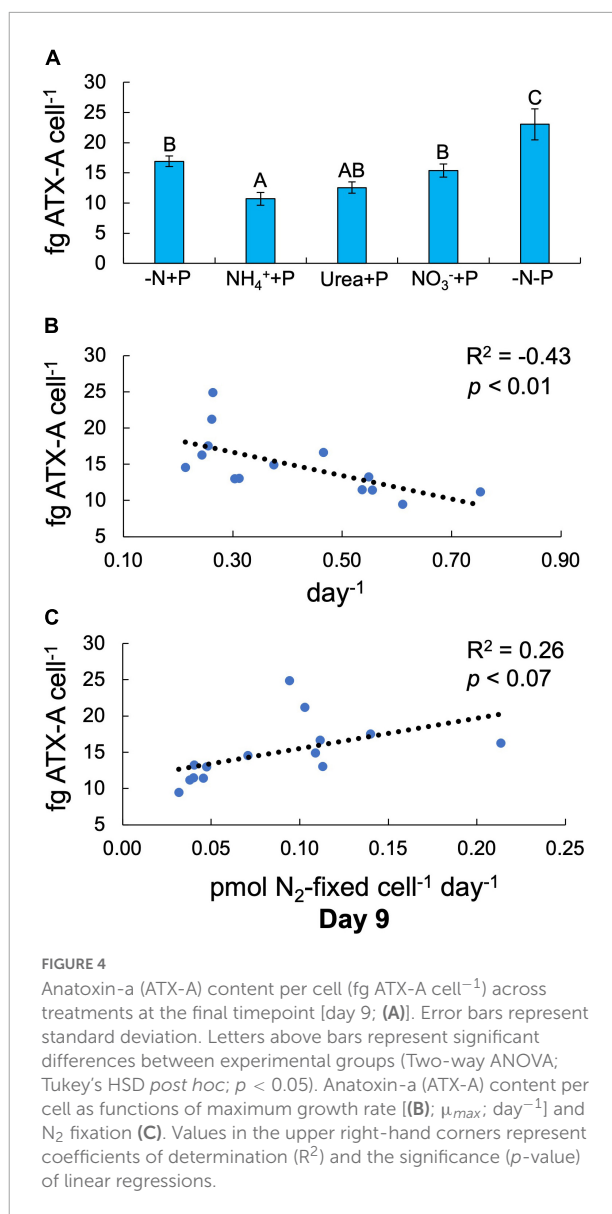 A
30
25
20
15
10
5
0
fg ATX-A cell⁻¹
B
A
AB
B
C
-N+P NH₄⁺+P Urea+P NO₃⁻+P -N-P
B
30
25
20
15
10
5
fg ATX-A cell⁻¹
R² = -0.43
p < 0.01
0.10 0.30 0.50 0.70 0.90
day⁻¹
C
30
25
20
15
10
5
fg ATX-A cell⁻¹
R² = 0.26
p < 0.07
0.00 0.05 0.10 0.15 0.20 0.25
pmol N₂-fixed cell⁻¹ day⁻¹
Day 9
FIGURE 4
Anatoxin-a (ATX-A) content per cell (fg ATX-A cell⁻¹) across
treatments at the final timepoint [day 9; (A)]. Error bars represent
standard deviation. Letters above bars represent significant
differences between experimental groups (Two-way ANOVA;
Tukey's HSD post hoc; p < 0.05). Anatoxin-a (ATX-A) content per
cell as functions of maximum growth rate [(B); μmax; day⁻¹] and
N₂ fixation (C). Values in the upper right-hand corners represent
coefficients of determination (R²) and the significance (p-value)
of linear regressions.